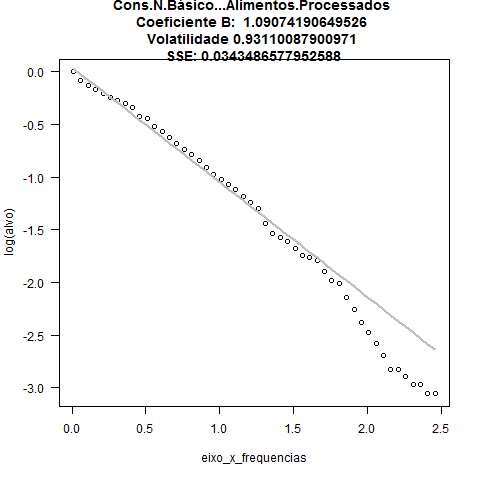 Cons.N.Básico...Alimentos.Processados
Coeficiente B:  1.09074190649526
Volatilidade 0.93110087900971
SSE: 0.0343486577952588
0.0
-0.5
-1.0
-1.5
-2.0
-2.5
-3.0
log(alvo)
0.0 0.5 1.0 1.5 2.0 2.5
eixo_x_frequencias